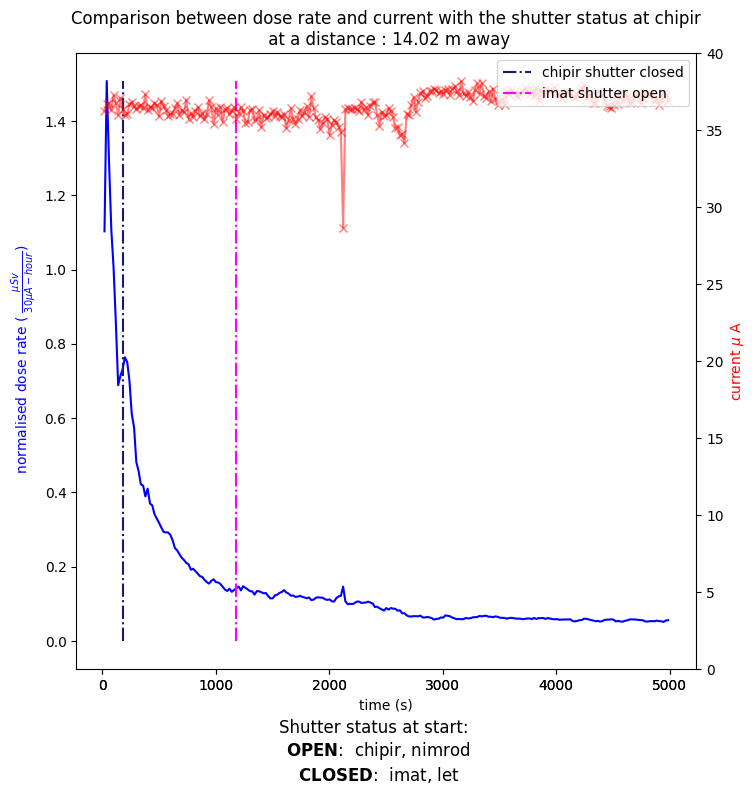 Comparison between dose rate and current with the shutter status at chipir
at a distance : 14.02 m away
chipir shutter closed
imat shutter open
normalised dose rate ( μSv / 30μA − hour )
1.4
1.2
1.0
0.8
0.6
0.4
0.2
0.0
40
35
30
25
20
15
10
5
0
current μ A
0 1000 2000 3000 4000 5000
time (s)
Shutter status at start:
OPEN: chipir, nimrod
CLOSED: imat, let